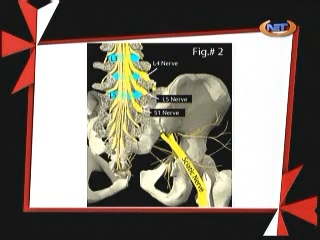 NET
Fig.# 2
L4 Nerve
L5 Nerve
S1 Nerve
Sciatic Nerve